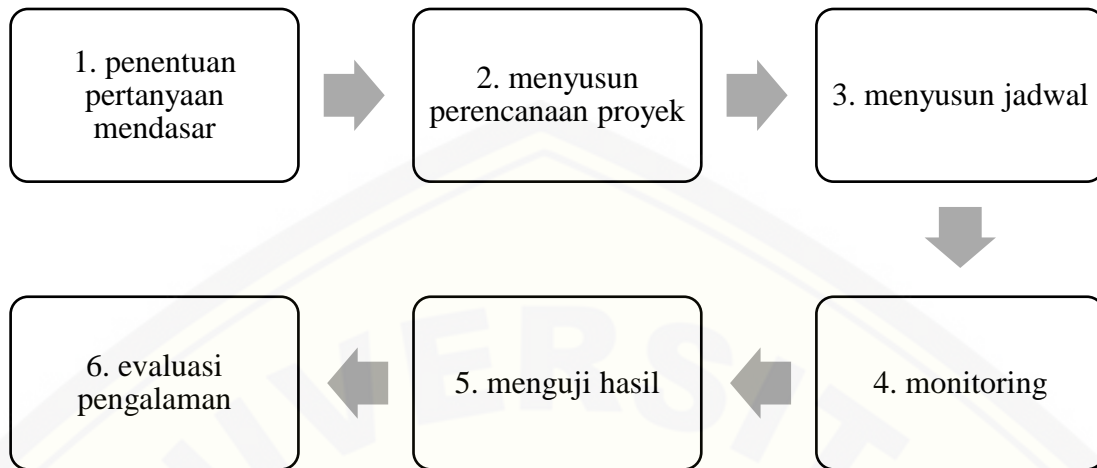 1. penentuan
pertanyaan
mendasar
2. menyusun
perencanaan proyek
3. menyusun jadwal
4. monitoring
5. menguji hasil
6. evaluasi
pengalaman